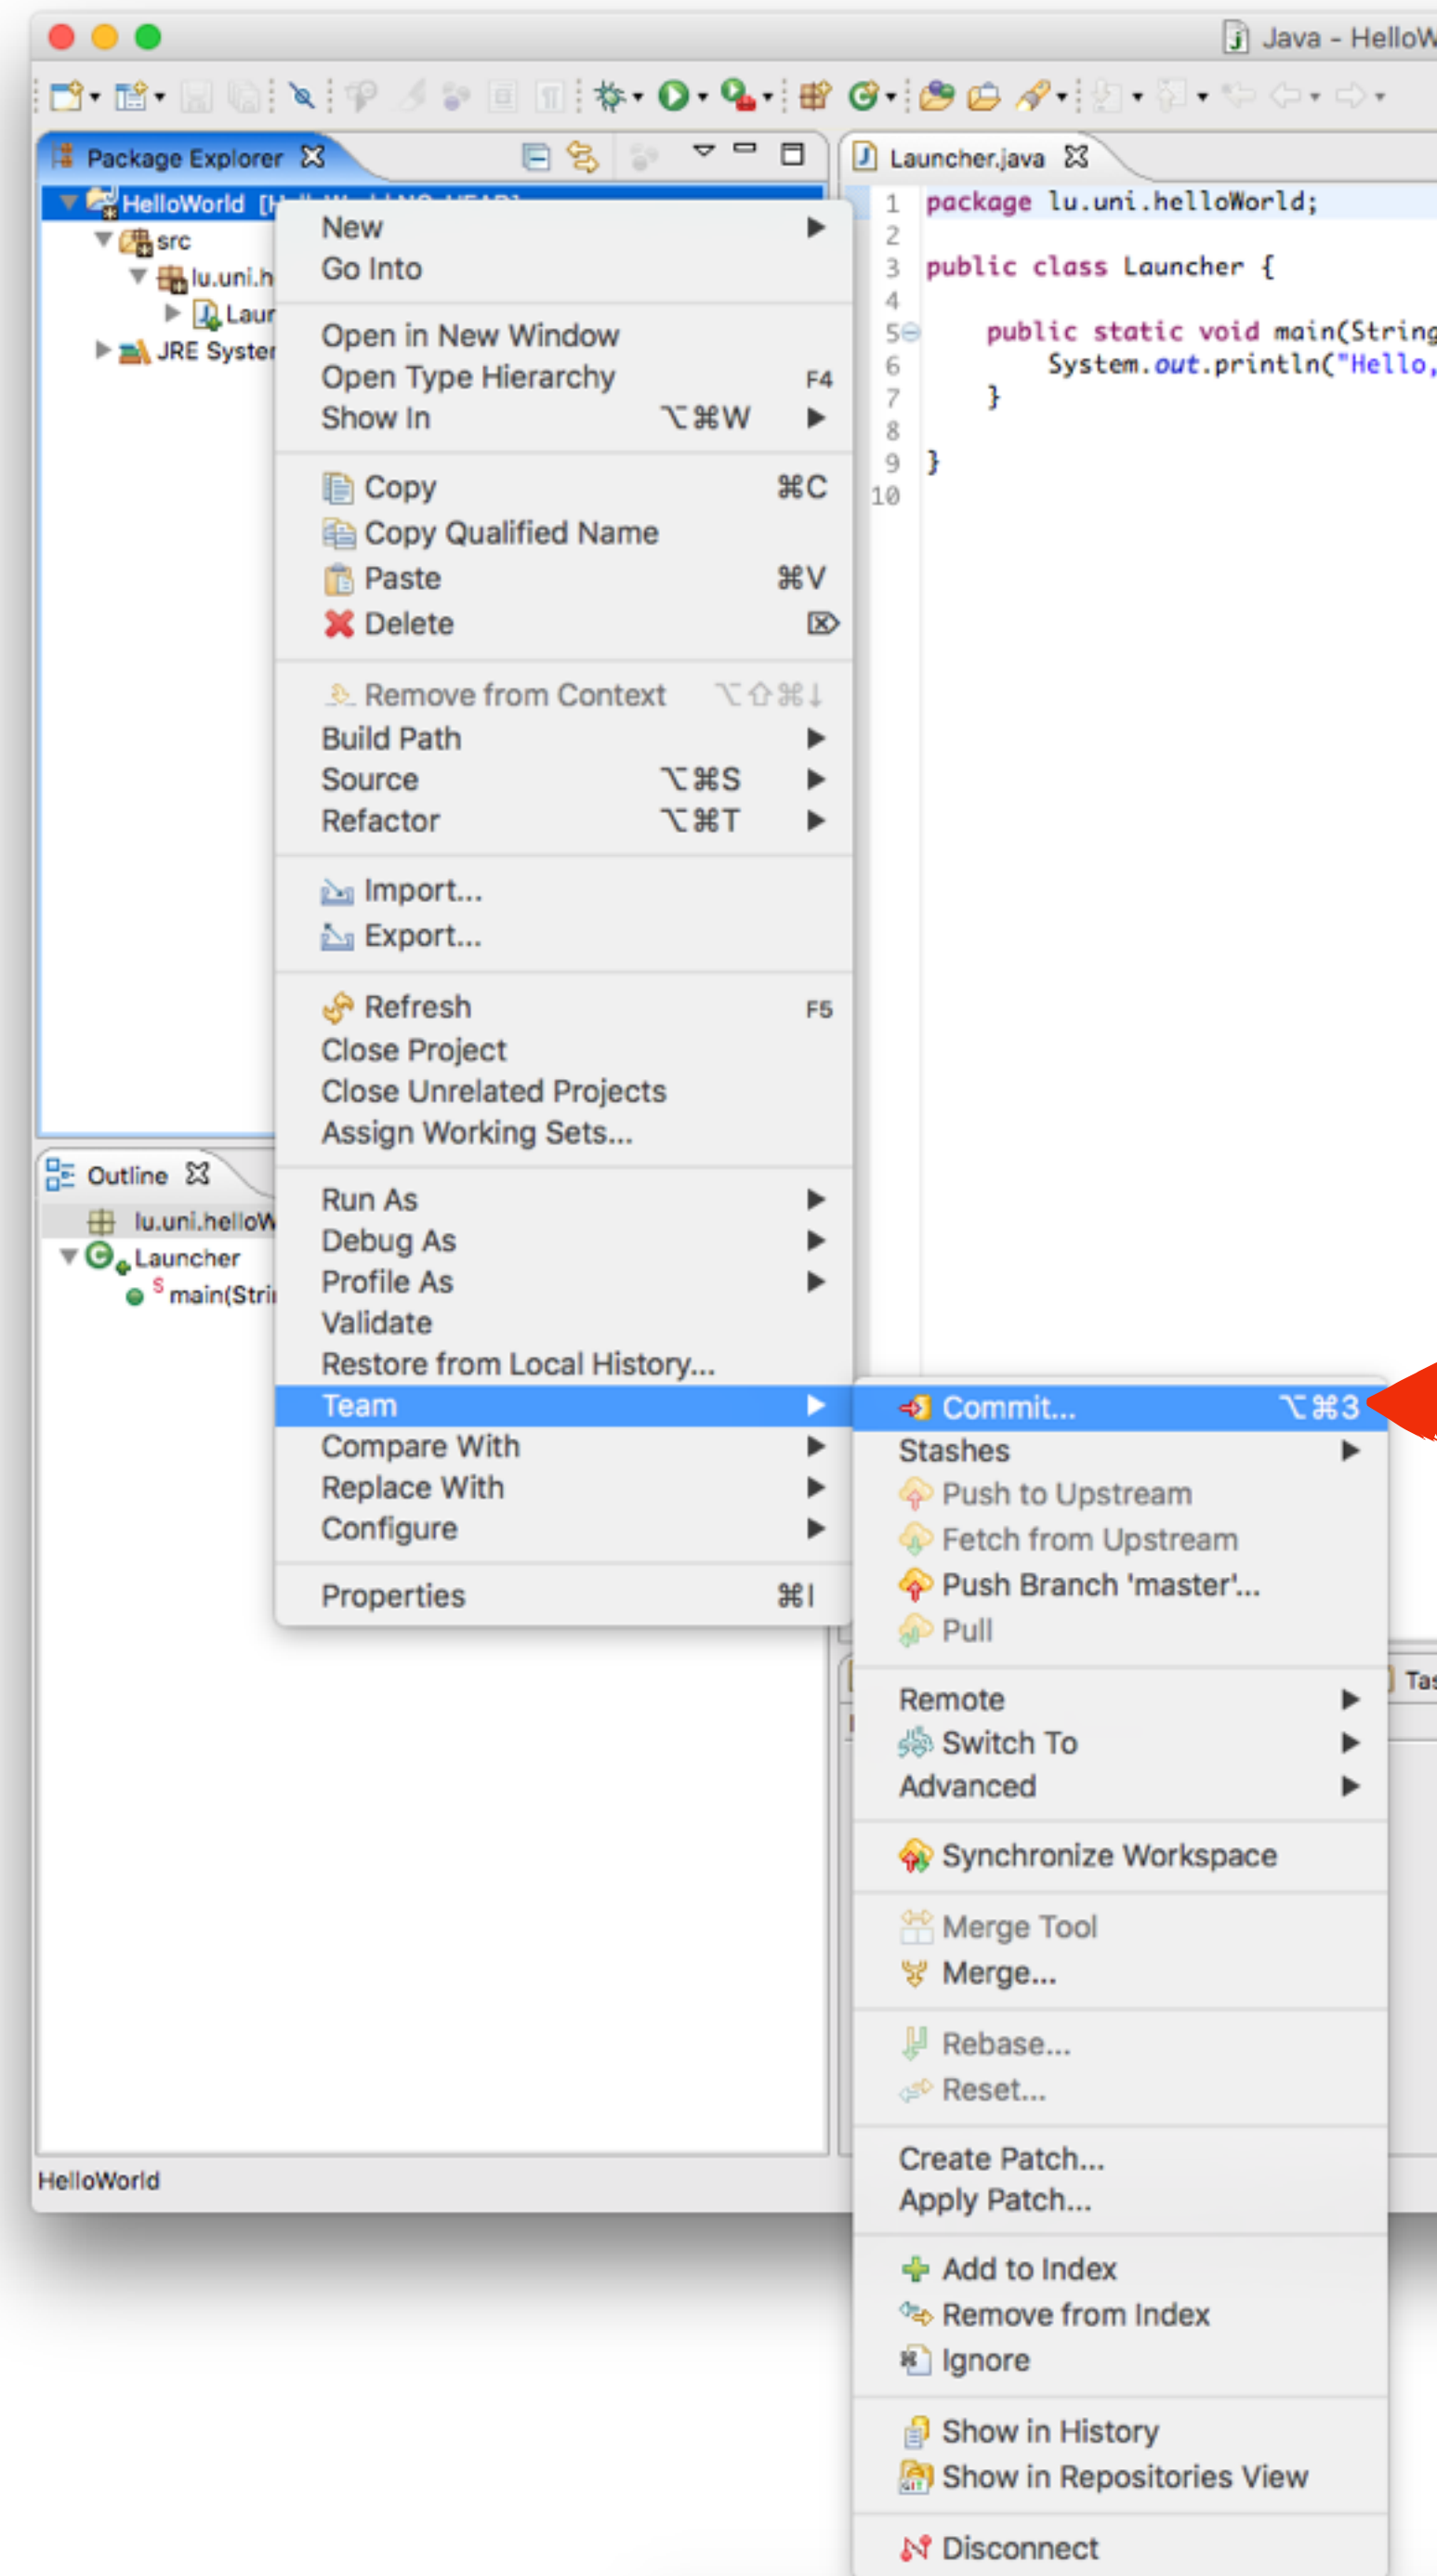 Java - HelloW
Package Explorer
HelloWorld
src
lu.uni.h
Laun
JRE System
Launcher.java
1 package lu.uni.helloWorld;
2
3 public class Launcher {
4
5 public static void main(String
6 System.out.println("Hello,
7 }
8
9 }
10
New
Go Into
Open in New Window
Open Type Hierarchy F4
Show In ⌥⌘W
Copy ⌘C
Copy Qualified Name
Paste ⌘V
Delete ⌦
Remove from Context ⌥⇧⌘↓
Build Path
Source ⌥⌘S
Refactor ⌥⌘T
Import...
Export...
Refresh F5
Close Project
Close Unrelated Projects
Assign Working Sets...
Run As
Debug As
Profile As
Validate
Restore from Local History...
Team
Compare With
Replace With
Configure
Properties ⌘I
Outline
lu.uni.helloW
Launcher
S main(Stri
Commit... ⌥⌘3
Stashes
Push to Upstream
Fetch from Upstream
Push Branch 'master'...
Pull
Remote
Switch To
Advanced
Synchronize Workspace
Merge Tool
Merge...
Rebase...
Reset...
Create Patch...
Apply Patch...
Add to Index
Remove from Index
Ignore
Show in History
Show in Repositories View
Disconnect
Tas
HelloWorld